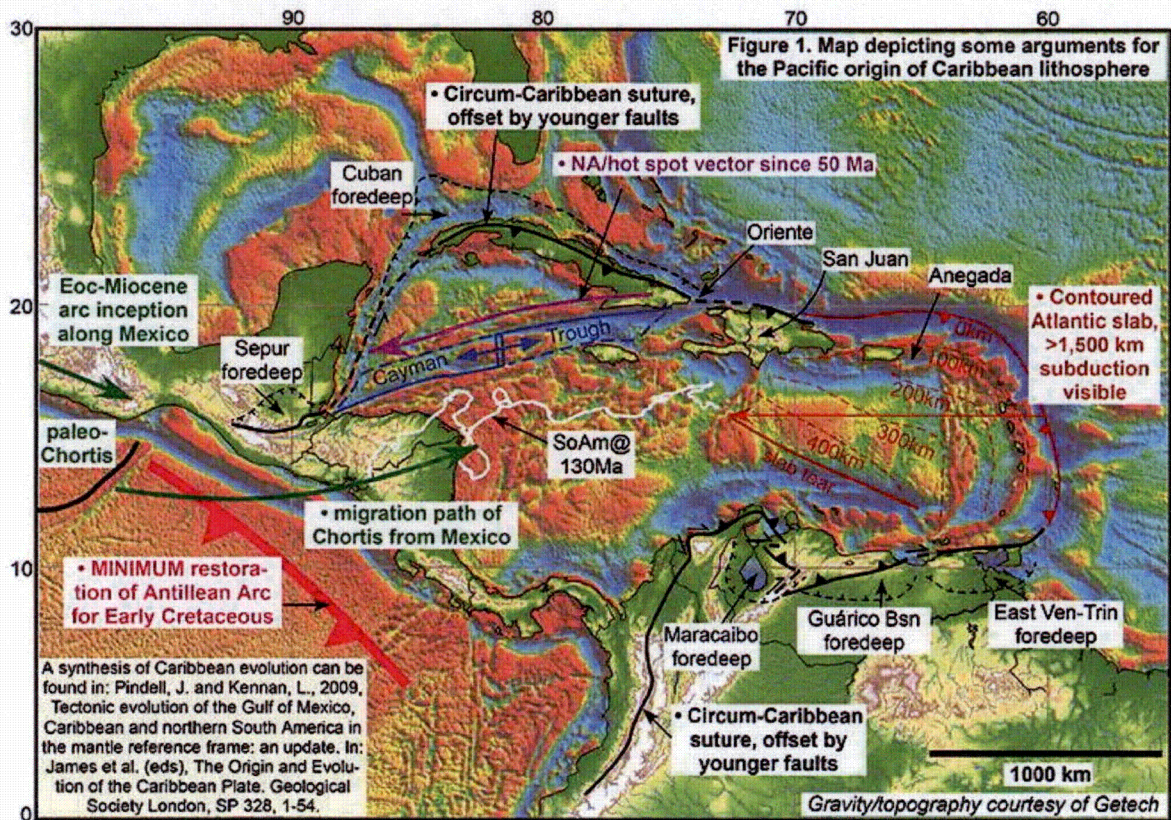 90
80
70
60
30
20
10
0
Figure 1. Map depicting some arguments for
the Pacific origin of Caribbean lithosphere
• Circum-Caribbean suture,
offset by younger faults
• NA/hot spot vector since 50 Ma
Cuban
foredeep
Oriente
San Juan
Anegada
Eoc-Miocene
arc inception
along Mexico
• Contoured
Atlantic slab,
>1,500 km
subduction
visible
Sepur
foredeep
Cayman
Trough
0km
100km
200km
300km
400km
slab tear
paleo-
Chortis
SoAm@
130Ma
• migration path of
Chortis from Mexico
• MINIMUM restora-
tion of Antillean Arc
for Early Cretaceous
Maracaibo
foredeep
Guárico Bsn
foredeep
East Ven-Trin
foredeep
• Circum-Caribbean
suture, offset by
younger faults
A synthesis of Caribbean evolution can be
found in: Pindell, J. and Kennan, L., 2009,
Tectonic evolution of the Gulf of Mexico,
Caribbean and northern South America in
the mantle reference frame: an update. In:
James et al. (eds), The Origin and Evolu-
tion of the Caribbean Plate. Geological
Society London, SP 328, 1-54.
1000 km
Gravity/topography courtesy of Getech